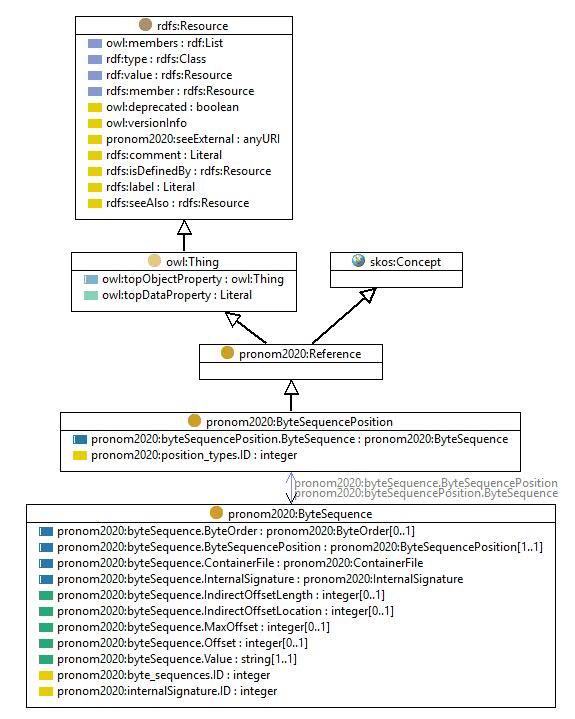 rdfs:Resource
owl:members : rdf:List
rdf:type : rdfs:Class
rdf:value : rdfs:Resource
rdfs:member : rdfs:Resource
owl:deprecated : boolean
owl:versionInfo
pronom2020:seeExternal : anyURI
rdfs:comment : Literal
rdfs:isDefinedBy : rdfs:Resource
rdfs:label : Literal
rdfs:seeAlso : rdfs:Resource
owl:Thing
owl:topObjectProperty : owl:Thing
owl:topDataProperty : Literal
skos:Concept
pronom2020:Reference
pronom2020:ByteSequencePosition
pronom2020:byteSequencePosition.ByteSequence : pronom2020:ByteSequence
pronom2020:position_types.ID : integer
pronom2020:byteSequence.ByteSequencePosition
pronom2020:byteSequencePosition.ByteSequence
pronom2020:ByteSequence
pronom2020:byteSequence.ByteOrder : pronom2020:ByteOrder[0..1]
pronom2020:byteSequence.ByteSequencePosition : pronom2020:ByteSequencePosition[1..1]
pronom2020:byteSequence.ContainerFile : pronom2020:ContainerFile
pronom2020:byteSequence.InternalSignature : pronom2020:InternalSignature
pronom2020:byteSequence.IndirectOffsetLength : integer[0..1]
pronom2020:byteSequence.IndirectOffsetLocation : integer[0..1]
pronom2020:byteSequence.MaxOffset : integer[0..1]
pronom2020:byteSequence.Offset : integer[0..1]
pronom2020:byteSequence.Value : string[1..1]
pronom2020:byte_sequences.ID : integer
pronom2020:internalSignature.ID : integer